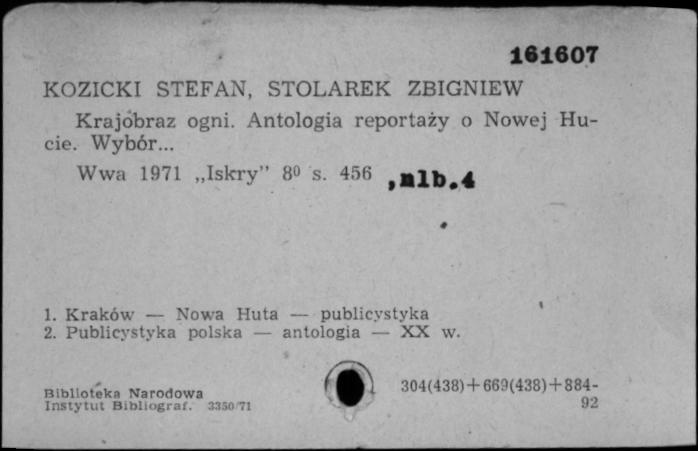 161607
KOZICKI STEFAN, STOLAREK ZBIGNIEW
Krajobraz ogni. Antologia reportaży o Nowej Hu-
cie. Wybór...
Wwa 1971 „Iskry” 8⁰ s. 456 ,nlb.4
1. Kraków — Nowa Huta — publicystyka
2. Publicystyka polska — antologia — XX w.
Biblioteka Narodowa
Instytut Bibliograf. 3350/71
304(438)+669(438)+884-
92